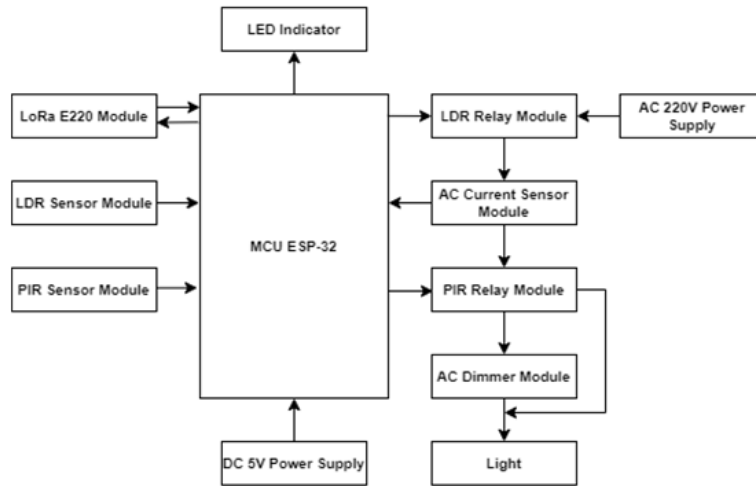 LED Indicator
LoRa E220 Module
LDR Relay Module
AC 220V Power
Supply
LDR Sensor Module
AC Current Sensor
Module
MCU ESP-32
PIR Sensor Module
PIR Relay Module
AC Dimmer Module
DC 5V Power Supply
Light